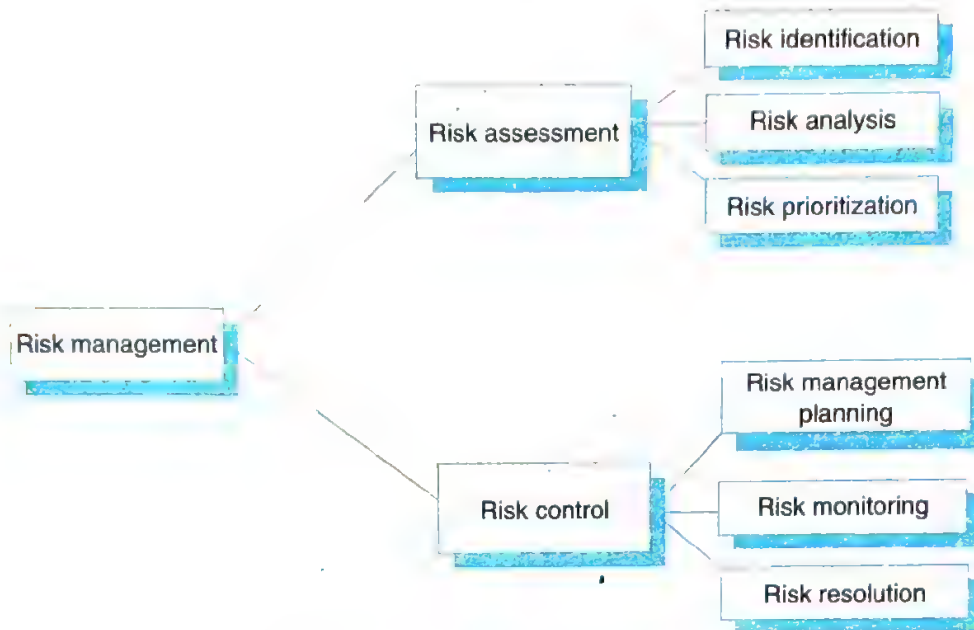 Risk identification
Risk assessment
Risk analysis
Risk prioritization
Risk management
Risk management
planning
Risk control
Risk monitoring
Risk resolution